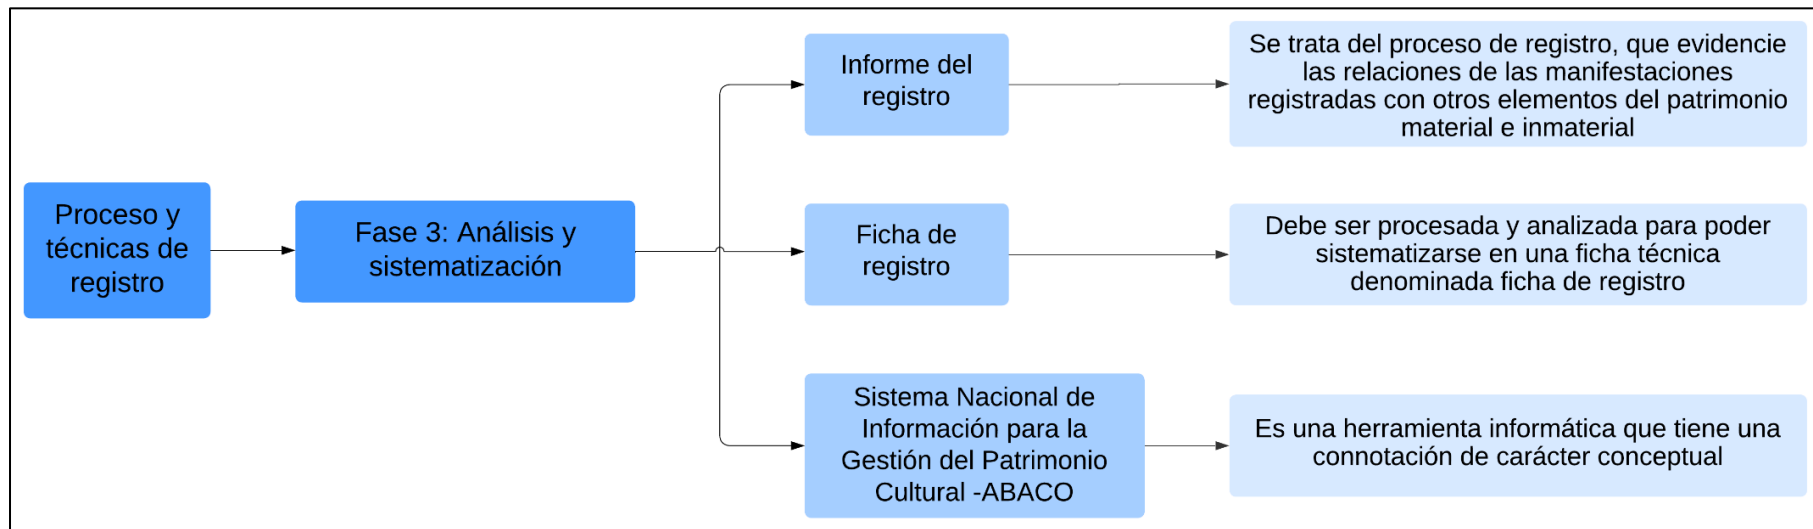 Proceso y
técnicas de
registro
Fase 3: Análisis y
sistematización
Informe del
registro
Se trata del proceso de registro, que evidencie
las relaciones de las manifestaciones
registradas con otros elementos del patrimonio
material e inmaterial
Ficha de
registro
Debe ser procesada y analizada para poder
sistematizarse en una ficha técnica
denominada ficha de registro
Sistema Nacional de
Información para la
Gestión del Patrimonio
Cultural -ABACO
Es una herramienta informática que tiene una
connotación de carácter conceptual